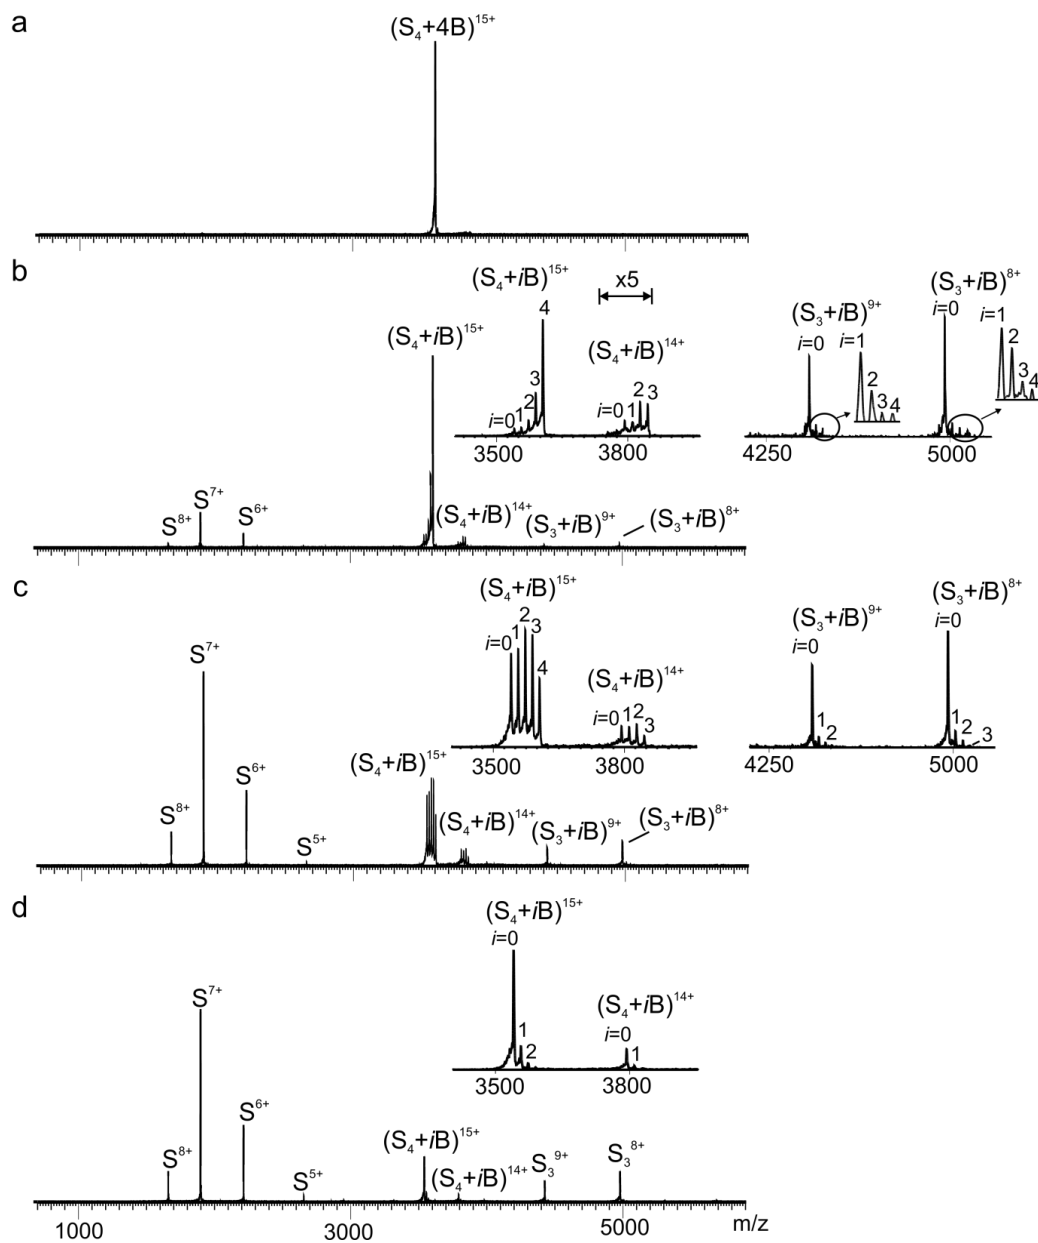 a
(S₄+4B)¹⁵⁺
b
(S₄+iB)¹⁵⁺
x5
(S₃+iB)⁸⁺
(S₃+iB)⁹⁺
i=0
i=1
i=0
i=1
2
3
4
2
3
4
(S₄+iB)¹⁵⁺
4
3
2
1
i=0
(S₄+iB)¹⁴⁺
i=0 1 2 3
3500 3800
4250 5000
S⁸⁺
S⁷⁺
S⁶⁺
(S₄+iB)¹⁴⁺
(S₃+iB)⁹⁺
(S₃+iB)⁸⁺
c
(S₄+iB)¹⁵⁺
i=0 1 2 3 4
(S₄+iB)¹⁴⁺
i=0 1 2 3
3500 3800
(S₃+iB)⁹⁺
i=0
1
2
(S₃+iB)⁸⁺
i=0
1
2
3
4250 5000
S⁸⁺
S⁷⁺
S⁶⁺
S⁵⁺
(S₄+iB)¹⁵⁺
(S₄+iB)¹⁴⁺
(S₃+iB)⁹⁺
(S₃+iB)⁸⁺
d
(S₄+iB)¹⁵⁺
i=0
1
2
(S₄+iB)¹⁴⁺
i=0
1
3500 3800
S⁸⁺
S⁷⁺
S⁶⁺
S⁵⁺
(S₄+iB)¹⁵⁺
(S₄+iB)¹⁴⁺
S₃⁹⁺
S₃⁸⁺
1000 3000 5000 m/z